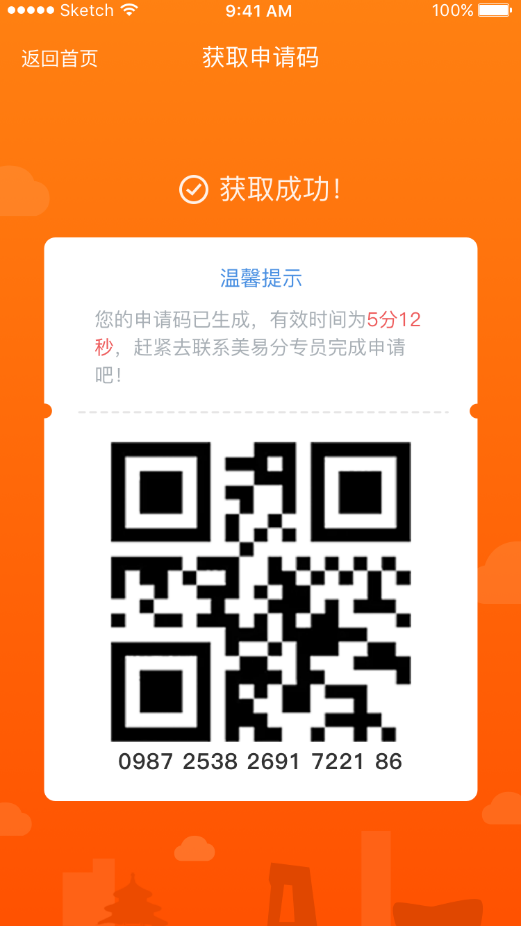 Sketch 9:41 AM 100%
返回首页 获取申请码
获取成功！
温馨提示
您的申请码已生成，有效时间为5分12
秒，赶紧去联系美易分专员完成申请
吧！
0987 2538 2691 7221 86